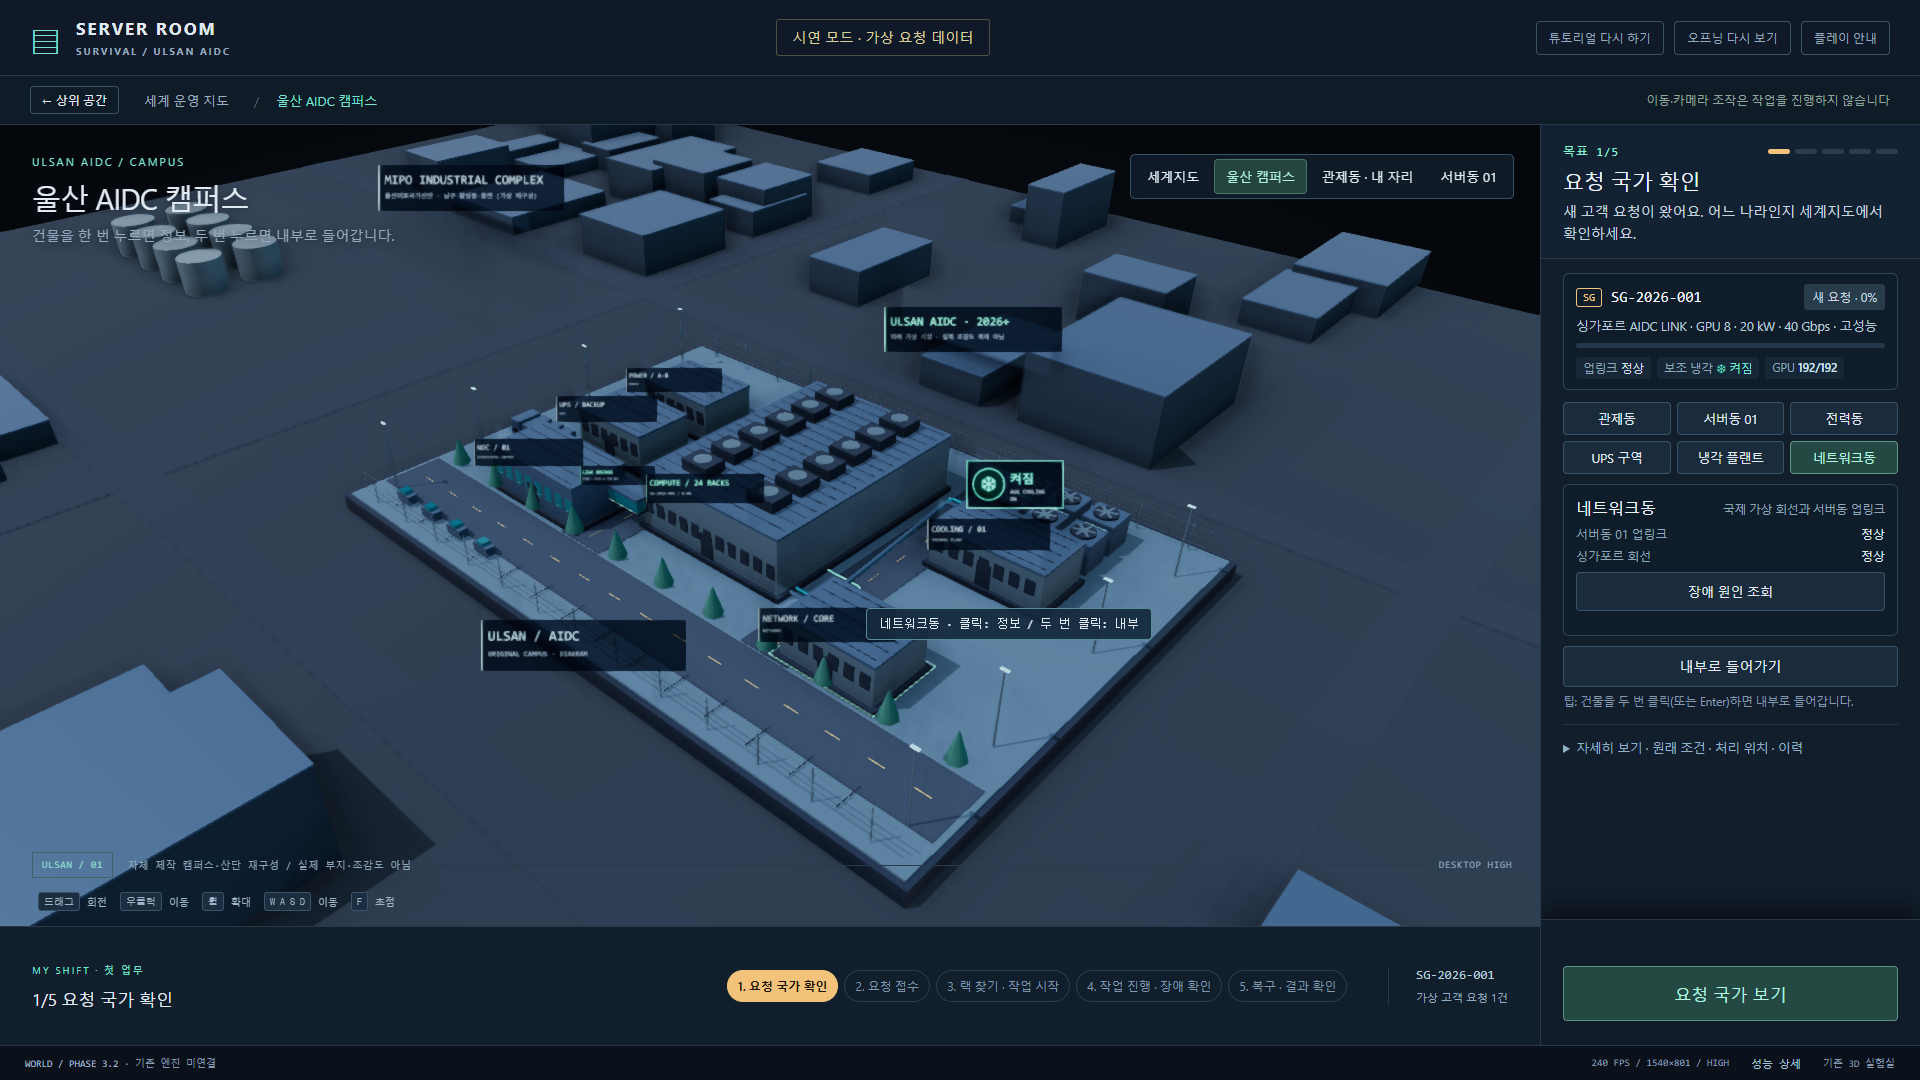 SERVER ROOM
SURVIVAL / ULSAN AIDC
시연 모드 · 가상 요청 데이터
튜토리얼 다시 하기
오프닝 다시 보기
플레이 안내
← 상위 공간
세계 운영 지도 / 울산 AIDC 캠퍼스
이동·카메라 조작은 작업을 진행하지 않습니다
ULSAN AIDC / CAMPUS
울산 AIDC 캠퍼스
건물을 한 번 누르면 정보, 두 번 누르면 내부로 들어갑니다.
세계지도
울산 캠퍼스
관제동 · 내 자리
서버동 01
MIPO INDUSTRIAL COMPLEX
ULSAN AIDC · 2026+
POWER / A·B
UPS / BACKUP
NOC / 01
COMPUTE / 24 RACKS
켜짐
AUX COOLING
ON
COOLING / 01
THERMAL PLANT
NETWORK / CORE
NETWORK
네트워크동 · 클릭: 정보 / 두 번 클릭: 내부
ULSAN / AIDC
ORIGINAL CAMPUS · DIAGRAM
ULSAN / 01
자체 제작 캠퍼스·산단 재구성 / 실제 부지·조감도 아님
DESKTOP HIGH
드래그 회전
우클릭 이동
휠 확대
W A S D 이동
F 초점
목표 1/5
요청 국가 확인
새 고객 요청이 왔어요. 어느 나라인지 세계지도에서
확인하세요.
SG SG-2026-001
새 요청 · 0%
싱가포르 AIDC LINK · GPU 8 · 20 kW · 40 Gbps · 고성능
업링크 정상
보조 냉각 ❄ 켜짐
GPU 192/192
관제동
서버동 01
전력동
UPS 구역
냉각 플랜트
네트워크동
네트워크동
국제 가상 회선과 서버동 업링크
서버동 01 업링크 정상
싱가포르 회선 정상
장애 원인 조회
내부로 들어가기
팁: 건물을 두 번 클릭(또는 Enter)하면 내부로 들어갑니다.
▶ 자세히 보기 · 원래 조건 · 처리 위치 · 이력
MY SHIFT · 첫 업무
1/5 요청 국가 확인
1. 요청 국가 확인
2. 요청 접수
3. 랙 찾기 · 작업 시작
4. 작업 진행 · 장애 확인
5. 복구 · 결과 확인
SG-2026-001
가상 고객 요청 1건
요청 국가 보기
WORLD / PHASE 3.2 · 기존 엔진 미연결
240 FPS / 1540×801 / HIGH
성능 상세
기존 3D 실험실